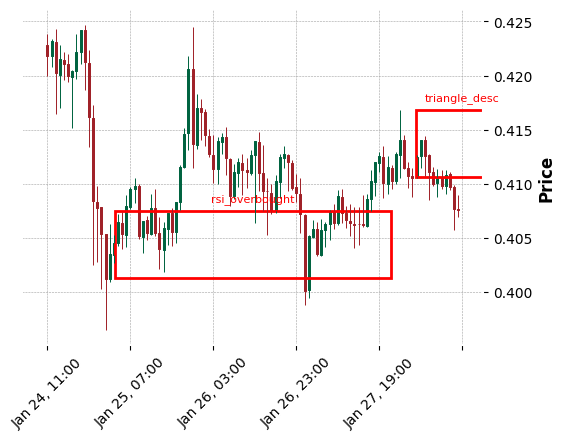 0.425
triangle_desc
0.420
0.415
0.410
rsi_overbought
0.405
0.400
Price
Jan 24, 11:00
Jan 25, 07:00
Jan 26, 03:00
Jan 26, 23:00
Jan 27, 19:00